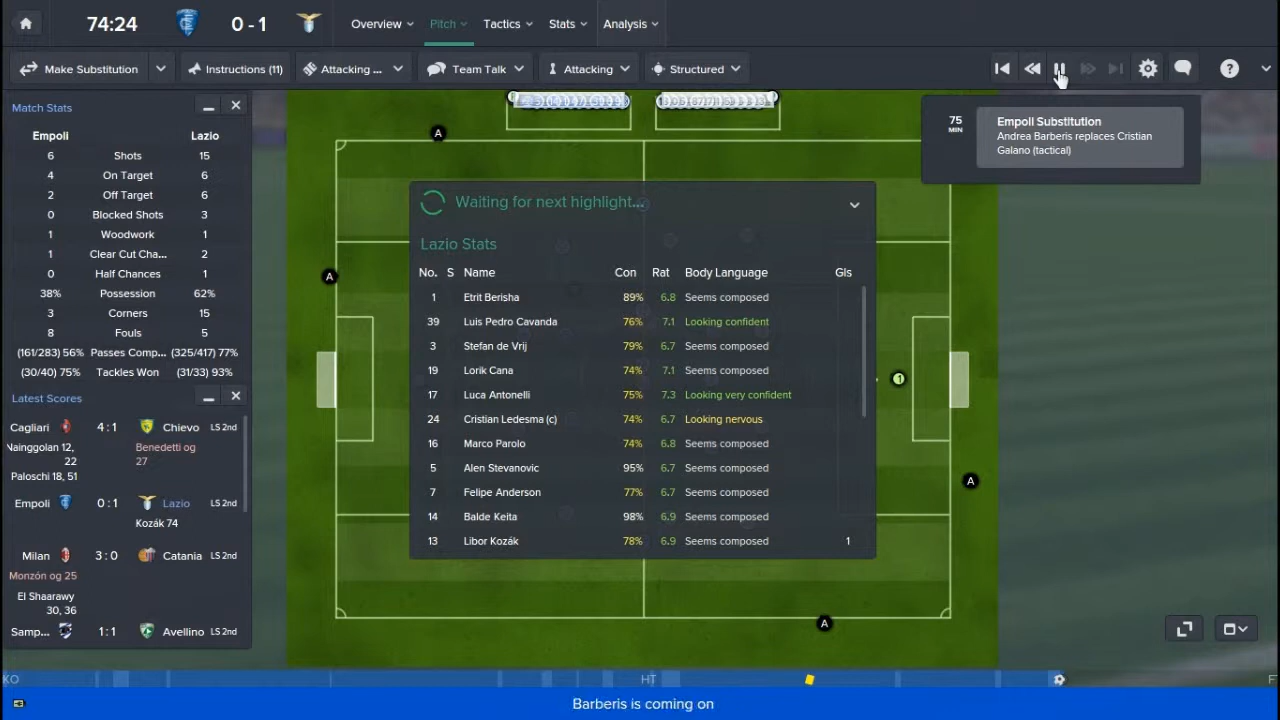 74:24
0 - 1
Overview
Pitch
Tactics
Stats
Analysis
Make Substitution
Instructions (11)
Attacking ...
Team Talk
Attacking
Structured
?
Match Stats
Empoli Lazio
6 Shots 15
4 On Target 6
2 Off Target 6
0 Blocked Shots 3
1 Woodwork 1
1 Clear Cut Cha... 2
0 Half Chances 1
38% Possession 62%
3 Corners 15
8 Fouls 5
(161/283) 56% Passes Comp... (325/417) 77%
(30/40) 75% Tackles Won (31/33) 93%
Latest Scores
Cagliari 4:1 Chievo LS 2nd
Nainggolan 12, 22
Paloschi 18, 51
Benedetti og 27
Empoli 0:1 Lazio LS 2nd
Kozák 74
Milan 3:0 Catania LS 2nd
Monzón og 25
El Shaarawy 30, 36
Samp... 1:1 Avellino LS 2nd
A
A
A
A
1
Waiting for next highlight...
Lazio Stats
No. S Name Con Rat Body Language Gls
1 Etrit Berisha 89% 6.8 Seems composed
39 Luis Pedro Cavanda 76% 7.1 Looking confident
3 Stefan de Vrij 79% 6.7 Seems composed
19 Lorik Cana 74% 7.1 Seems composed
17 Luca Antonelli 75% 7.3 Looking very confident
24 Cristian Ledesma (c) 74% 6.7 Looking nervous
16 Marco Parolo 74% 6.8 Seems composed
5 Alen Stevanovic 95% 6.7 Seems composed
7 Felipe Anderson 77% 6.7 Seems composed
14 Balde Keita 98% 6.9 Seems composed
13 Libor Kozák 78% 6.9 Seems composed 1
75
MIN
Empoli Substitution
Andrea Barberis replaces Cristian
Galano (tactical)
KO
HT
F
Barberis is coming on